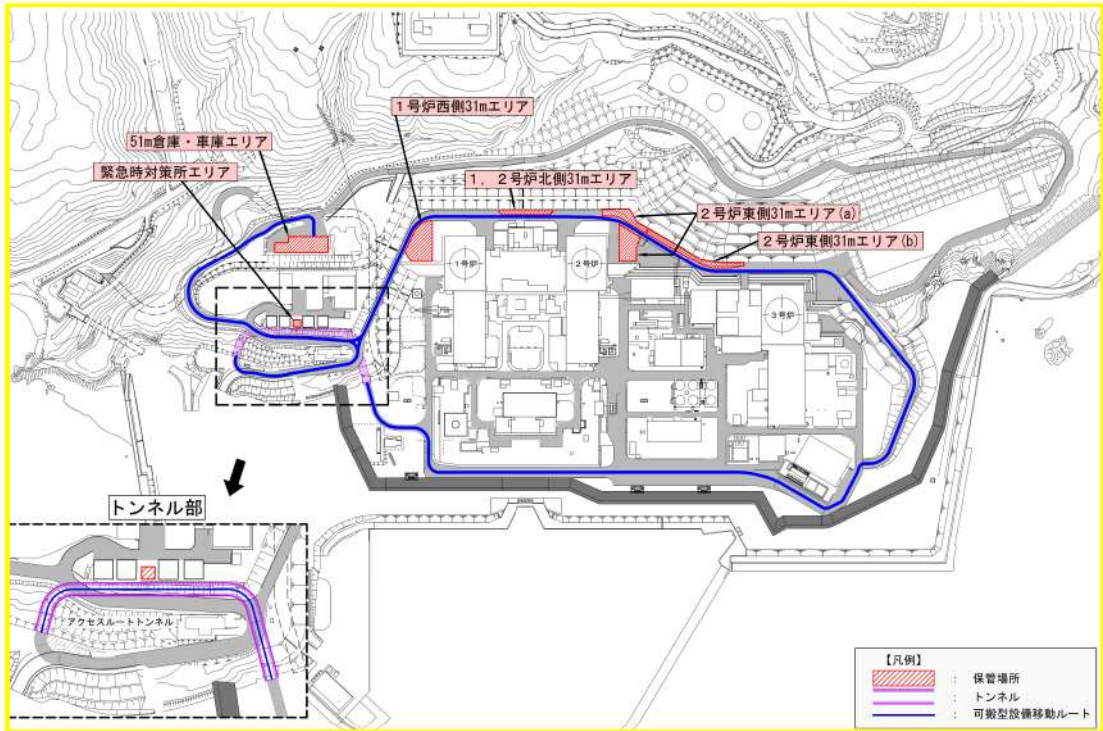 1号炉西側31mエリア
51m倉庫・車庫エリア
緊急時対策所エリア
1，2号炉北側31mエリア
2号炉東側31mエリア(a)
2号炉東側31mエリア(b)
1号炉
2号炉
3号炉
トンネル部
アクセスルートトンネル
【凡例】
： 保管場所
： トンネル
： 可搬型設備移動ルート